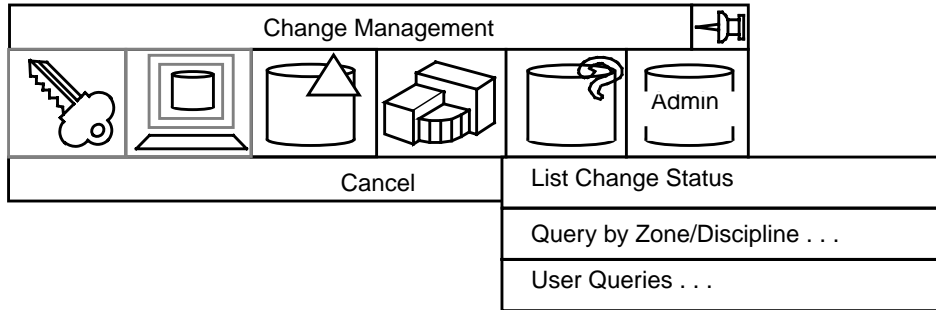 Change Management
Admin
Cancel
List Change Status
Query by Zone/Discipline . . .
User Queries . . .